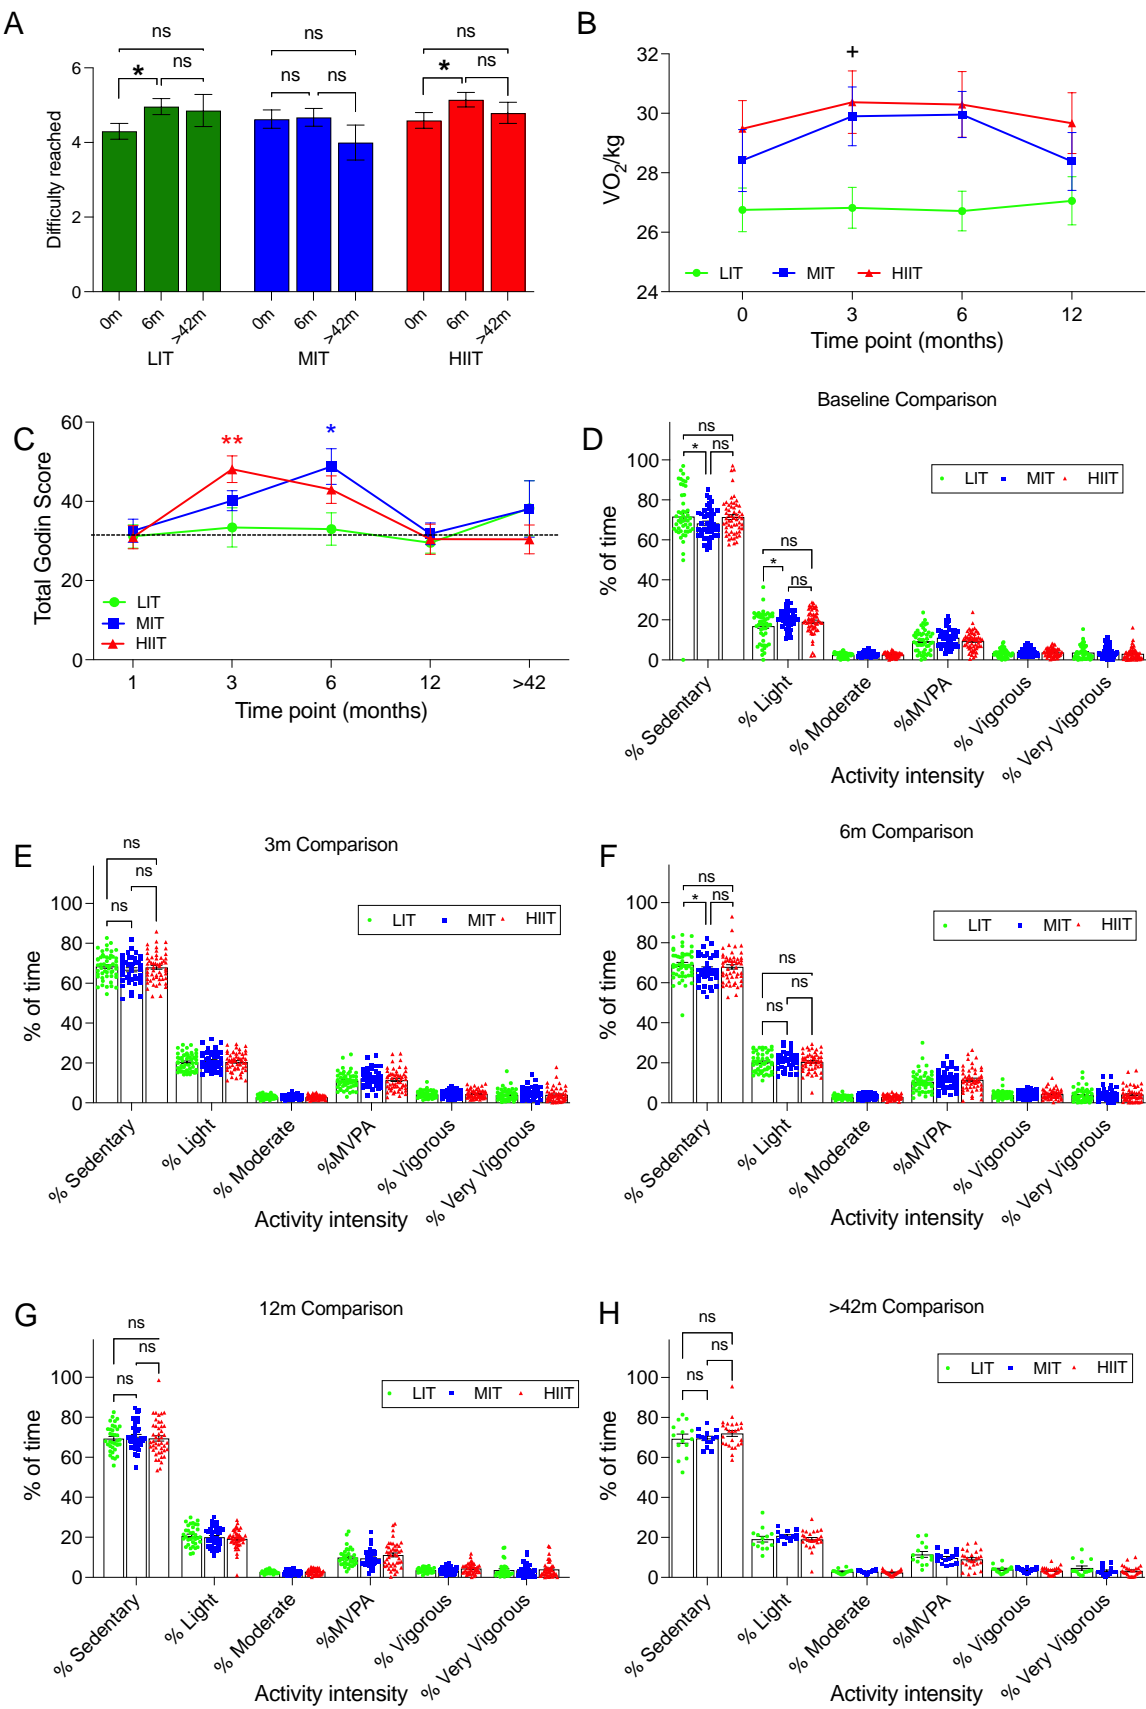 A
ns
ns
ns
* ns
ns ns
* ns
Difficulty reached
6
4
2
0
0m 6m >42m
0m 6m >42m
0m 6m >42m
LIT
MIT
HIIT
B
+
VO2/kg
32
30
28
26
24
LIT MIT HIIT
0 3 6 12
Time point (months)
C
** *
Total Godin Score
60
40
20
0
LIT
MIT
HIIT
1 3 6 12 >42
Time point (months)
Baseline Comparison
D
ns
* ns
ns
*
ns
LIT MIT HIIT
% of time
100
80
60
40
20
0
% Sedentary % Light % Moderate %MVPA % Vigorous % Very Vigorous
Activity intensity
E
3m Comparison
ns
ns
ns
LIT MIT HIIT
% of time
100
80
60
40
20
0
% Sedentary % Light % Moderate %MVPA % Vigorous % Very Vigorous
Activity intensity
F
6m Comparison
ns
* ns
ns
ns
ns
LIT MIT HIIT
% of time
100
80
60
40
20
0
% Sedentary % Light % Moderate %MVPA % Vigorous % Very Vigorous
Activity intensity
G
12m Comparison
ns
ns
ns
LIT MIT HIIT
% of time
100
80
60
40
20
0
% Sedentary % Light % Moderate %MVPA % Vigorous % Very Vigorous
Activity intensity
H
>42m Comparison
ns
ns
ns
LIT MIT HIIT
% of time
100
80
60
40
20
0
% Sedentary % Light % Moderate %MVPA % Vigorous % Very Vigorous
Activity intensity